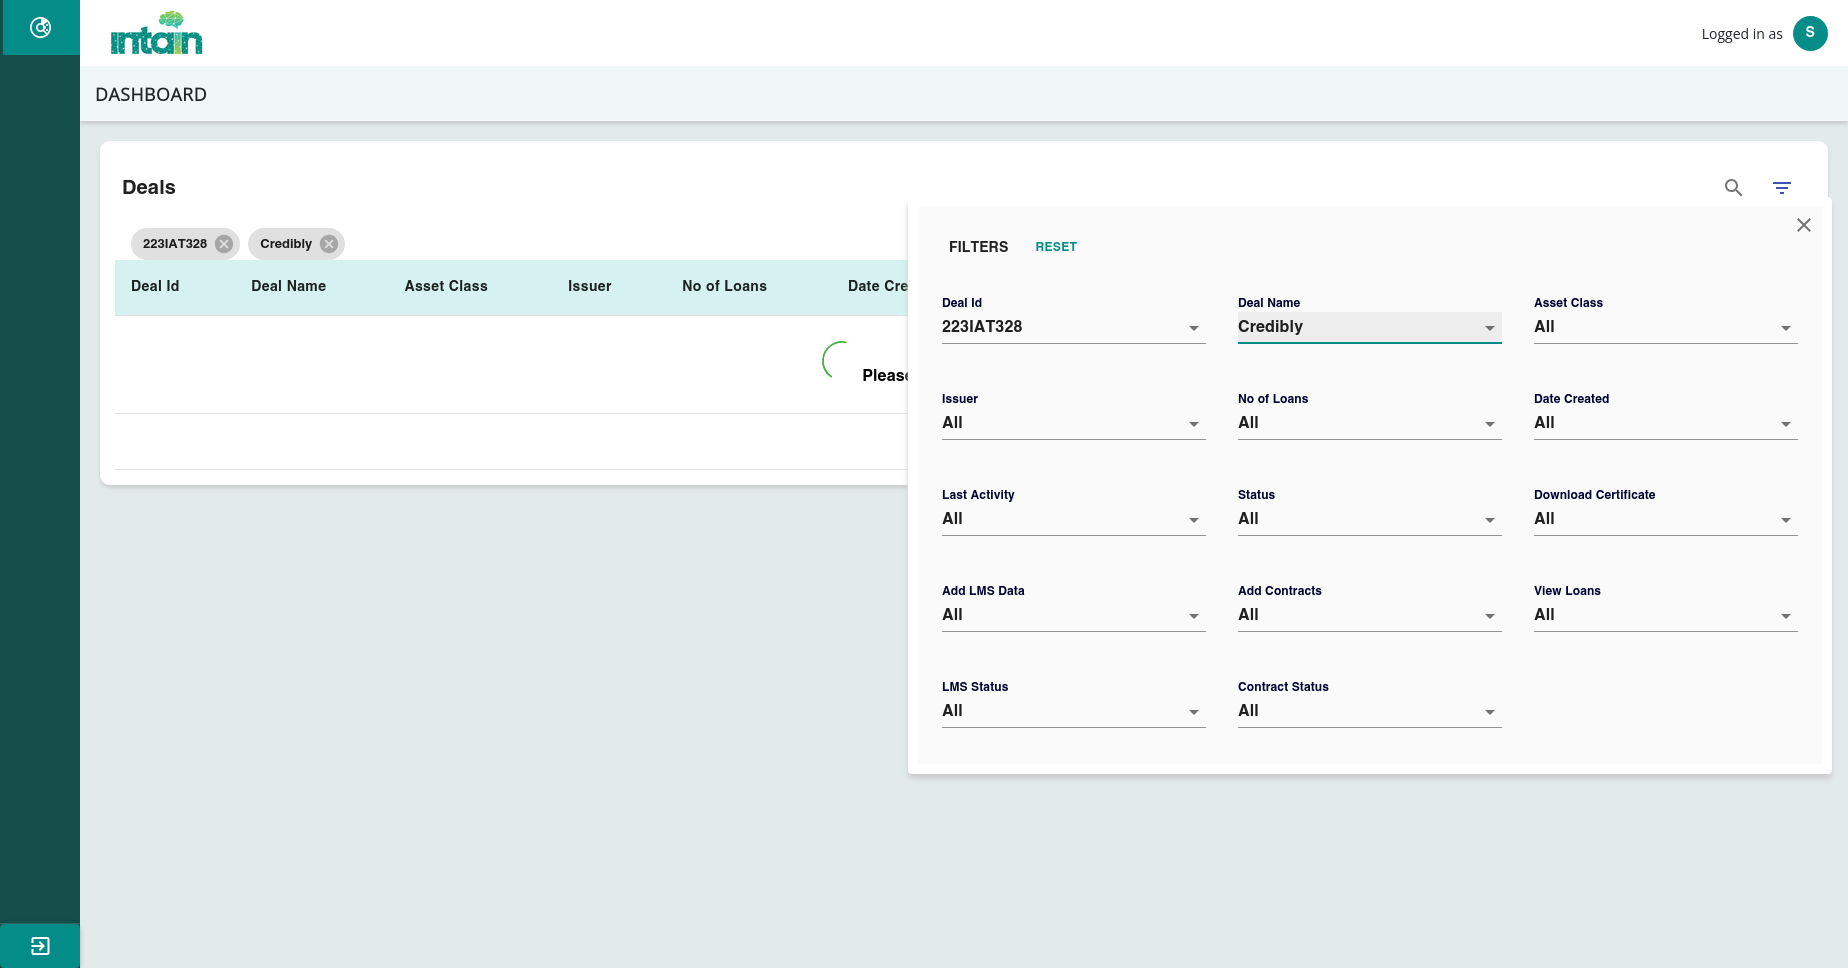 intain
Logged in as S
DASHBOARD
Deals
223IAT328 Credibly
Deal Id Deal Name Asset Class Issuer No of Loans Date Cre
Please
FILTERS RESET
Deal Id Deal Name Asset Class
223IAT328 Credibly All
Issuer No of Loans Date Created
All All All
Last Activity Status Download Certificate
All All All
Add LMS Data Add Contracts View Loans
All All All
LMS Status Contract Status
All All